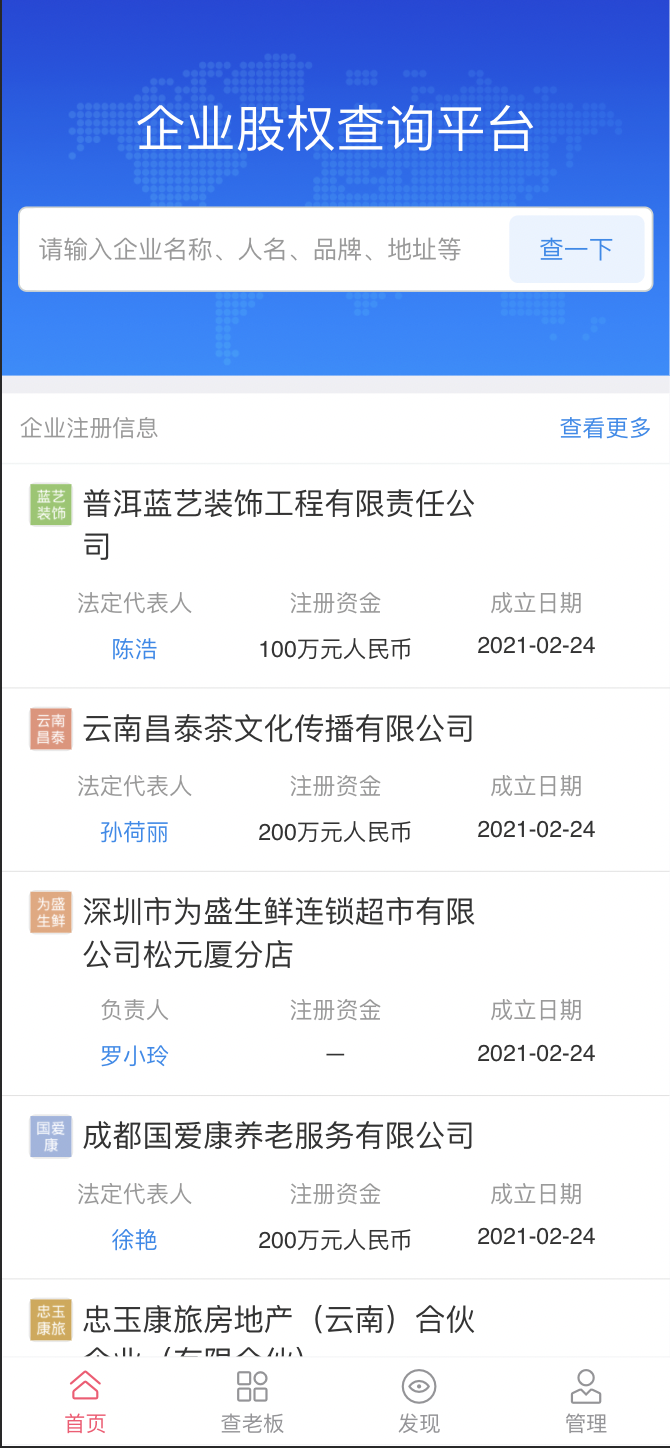 企业股权查询平台
请输入企业名称、人名、品牌、地址等
查一下
企业注册信息
查看更多
蓝艺
装饰
普洱蓝艺装饰工程有限责任公
司
法定代表人 注册资金 成立日期
陈浩 100万元人民币 2021-02-24
云南
昌泰
云南昌泰茶文化传播有限公司
法定代表人 注册资金 成立日期
孙荷丽 200万元人民币 2021-02-24
为盛
生鲜
深圳市为盛生鲜连锁超市有限
公司松元厦分店
负责人 注册资金 成立日期
罗小玲 — 2021-02-24
国爱
康
成都国爱康养老服务有限公司
法定代表人 注册资金 成立日期
徐艳 200万元人民币 2021-02-24
忠玉
康旅
忠玉康旅房地产（云南）合伙
企业（有限合伙）
首页 查老板 发现 管理